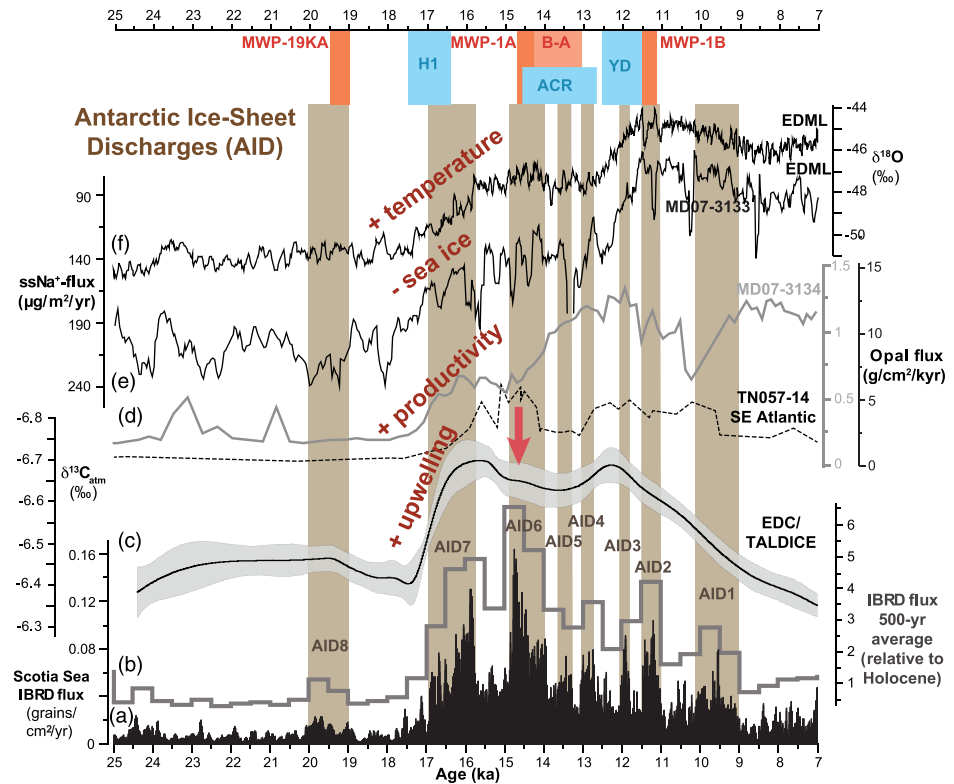 25 24 23 22 21 20 19 18 17 16 15 14 13 12 11 10 9 8 7
MWP-19KA
H1
MWP-1A
B-A
ACR
YD
MWP-1B
Antarctic Ice-Sheet
Discharges (AID)
EDML
-44
-46
-48
-50
δ18O
(‰)
EDML
MD07-3133
+ temperature
- sea ice
+ productivity
+ upwelling
90
140
190
240
ssNa+-flux
(µg/m2/yr)
(f)
(e)
(d)
(c)
(b)
(a)
MD07-3134
1.5
1
0.5
0
15
10
5
0
Opal flux
(g/cm2/kyr)
TN057-14
SE Atlantic
-6.8
-6.7
-6.6
-6.5
-6.4
-6.3
δ13Catm
(‰)
EDC/
TALDICE
AID8
AID7
AID6
AID5
AID4
AID3
AID2
AID1
6
5
4
3
2
1
IBRD flux
500-yr
average
(relative to
Holocene)
0.16
0.12
0.08
0
Scotia Sea
IBRD flux
(grains/
cm2/yr)
25 24 23 22 21 20 19 18 17 16 15 14 13 12 11 10 9 8 7
Age (ka)